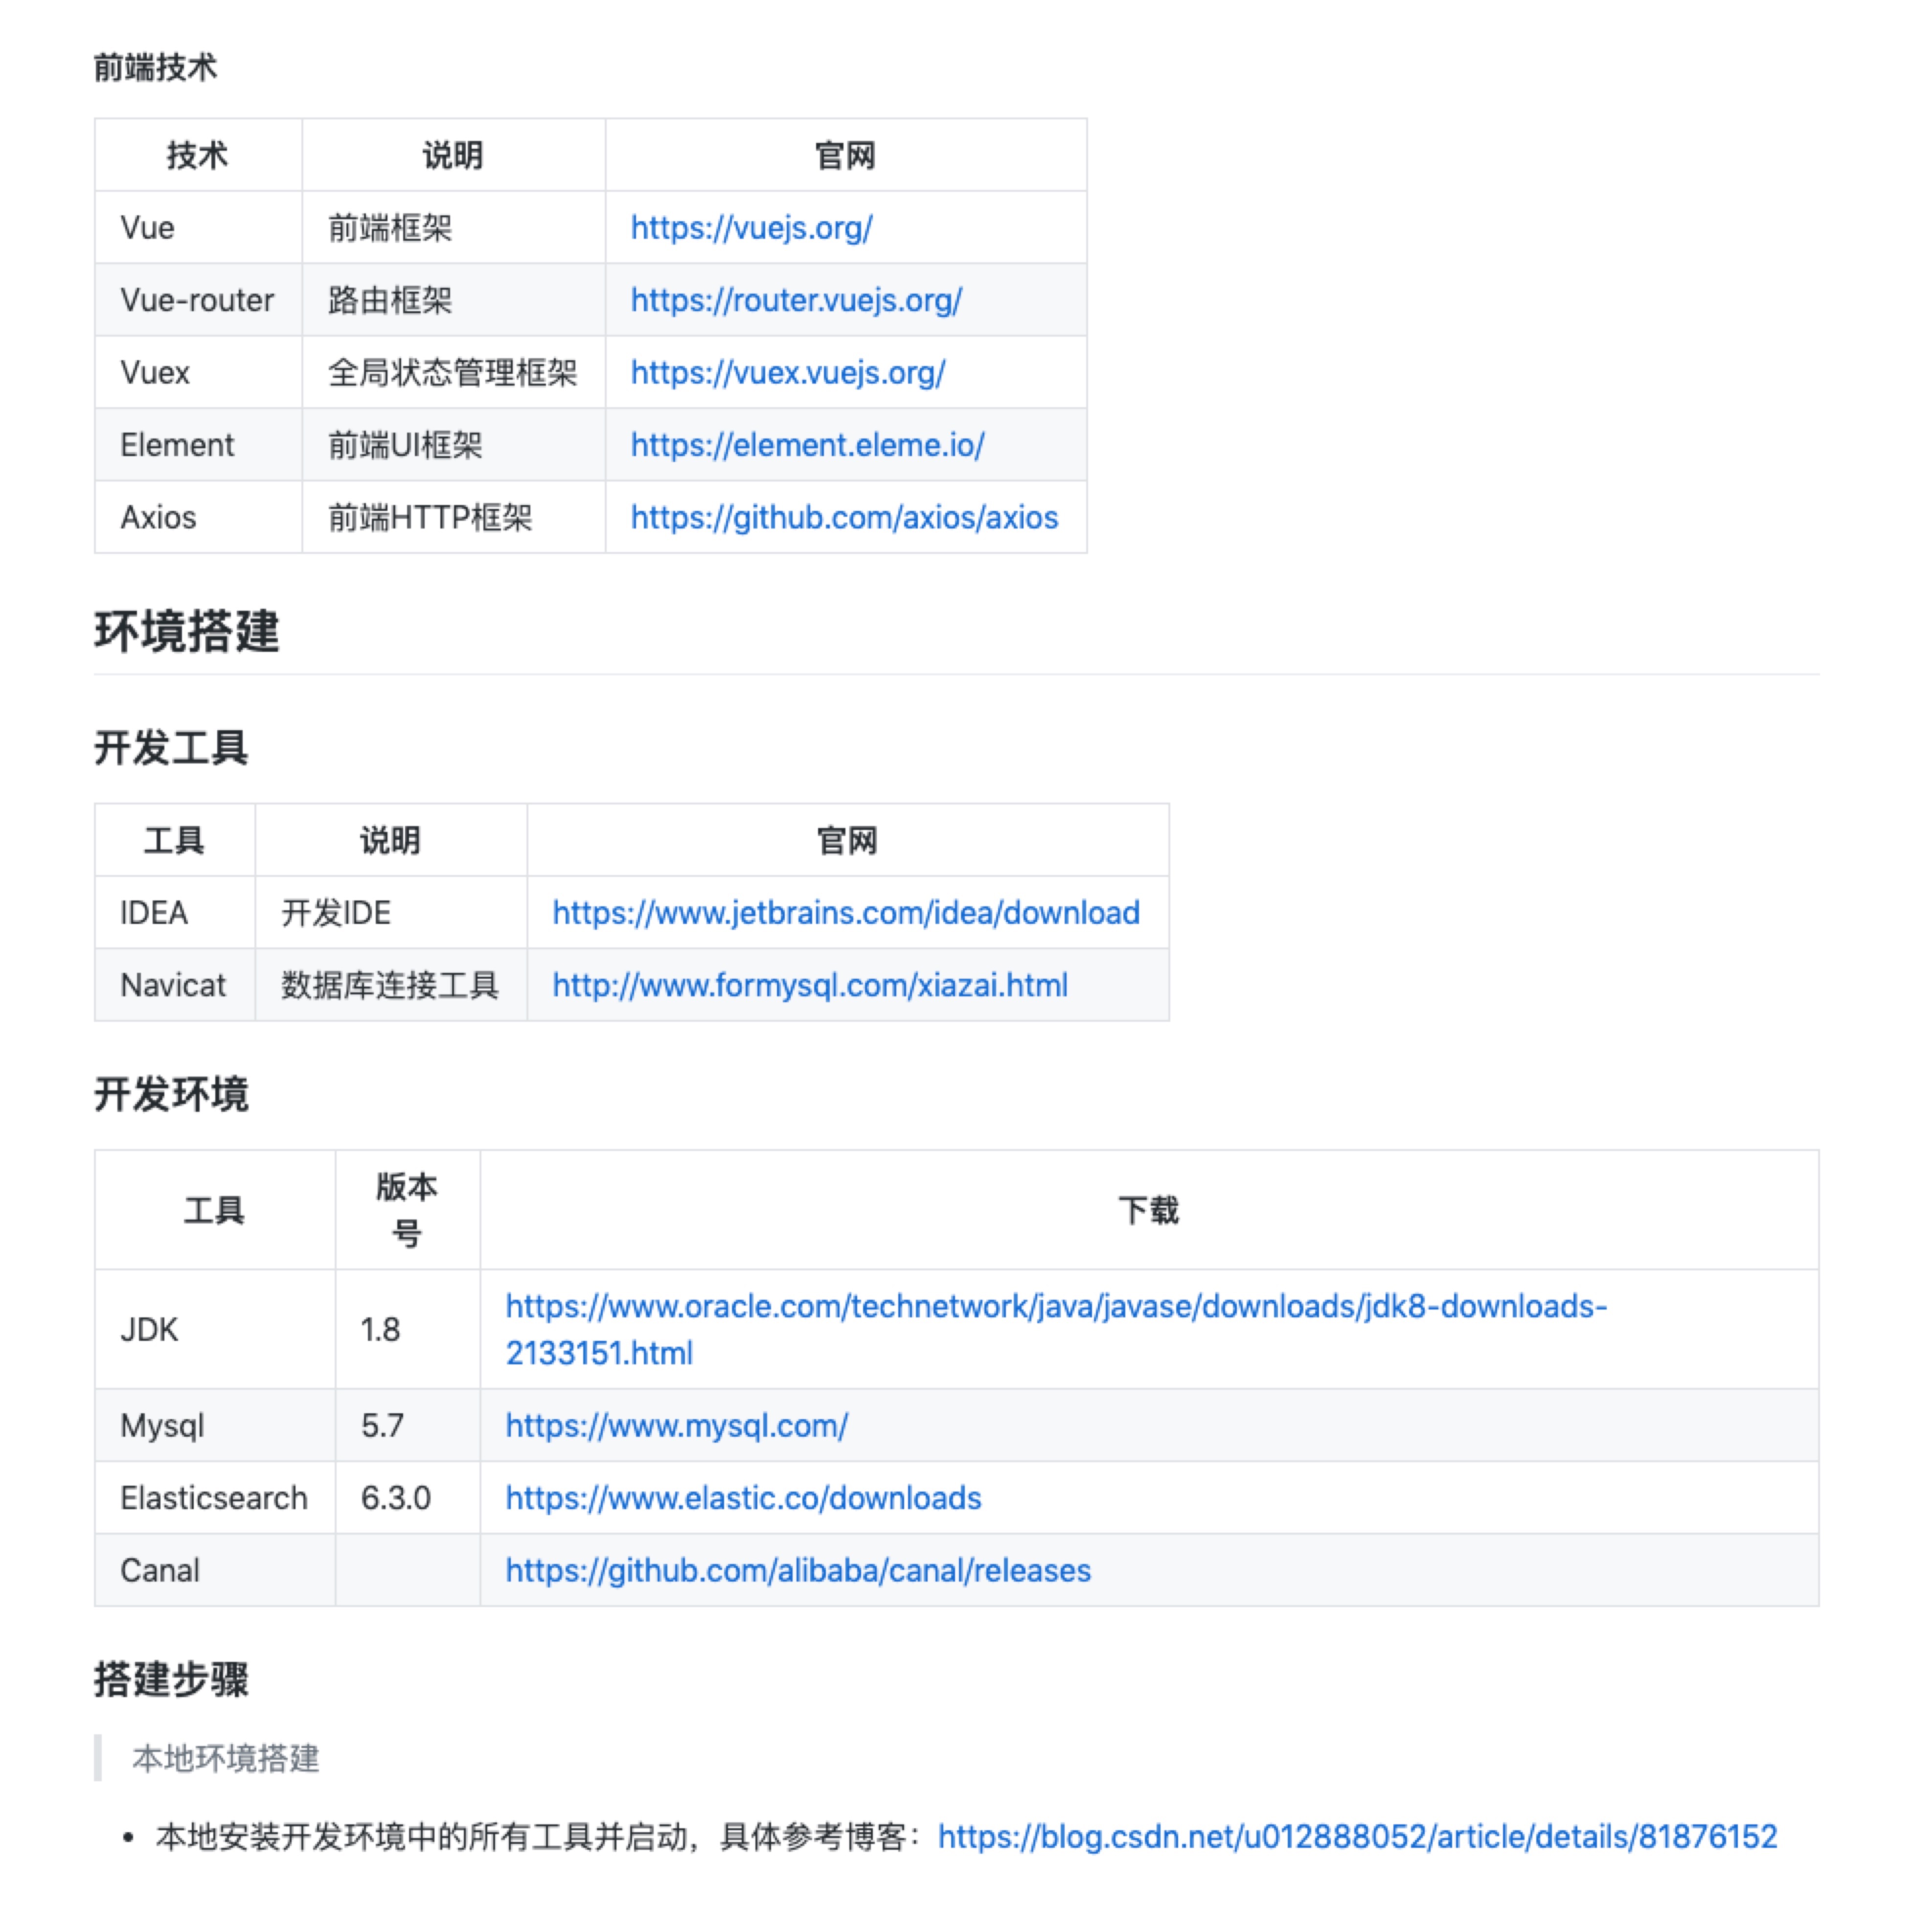 前端技术
技术 说明 官网
Vue 前端框架 https://vuejs.org/
Vue-router 路由框架 https://router.vuejs.org/
Vuex 全局状态管理框架 https://vuex.vuejs.org/
Element 前端UI框架 https://element.eleme.io/
Axios 前端HTTP框架 https://github.com/axios/axios
环境搭建
开发工具
工具 说明 官网
IDEA 开发IDE https://www.jetbrains.com/idea/download
Navicat 数据库连接工具 http://www.formysql.com/xiazai.html
开发环境
工具 版本
号 下载
JDK 1.8 https://www.oracle.com/technetwork/java/javase/downloads/jdk8-downloads-
2133151.html
Mysql 5.7 https://www.mysql.com/
Elasticsearch 6.3.0 https://www.elastic.co/downloads
Canal https://github.com/alibaba/canal/releases
搭建步骤
本地环境搭建
• 本地安装开发环境中的所有工具并启动，具体参考博客：https://blog.csdn.net/u012888052/article/details/81876152